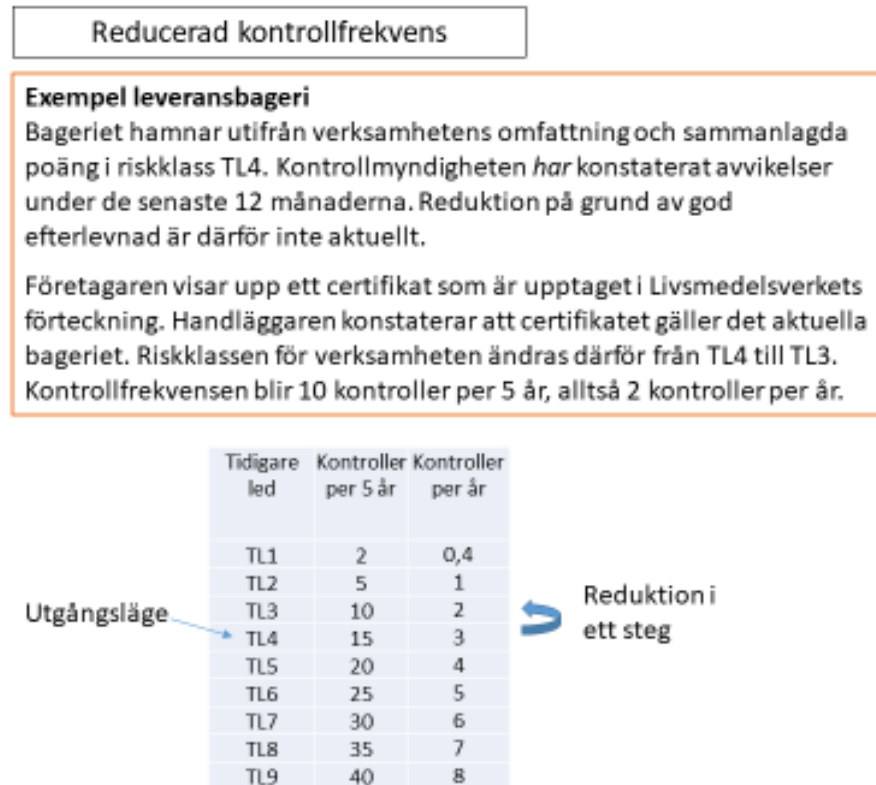 Reducerad kontrollfrekvens
Exempel leveransbageri
Bageriet hamnar utifrån verksamhetens omfattning och sammanlagda
poäng i riskklass TL4. Kontrollmyndigheten har konstaterat avvikelser
under de senaste 12 månaderna. Reduktion på grund av god
efterlevnad är därför inte aktuellt.
Företagaren visar upp ett certifikat som är upptaget i Livsmedelsverkets
förteckning. Handläggaren konstaterar att certifikatet gäller det aktuella
bageriet. Riskklassen för verksamheten ändras därför från TL4 till TL3.
Kontrollfrekvensen blir 10 kontroller per 5 år, alltså 2 kontroller per år.
Tidigare Kontroller Kontroller
led per 5 år per år
TL1 2 0,4
TL2 5 1
TL3 10 2
TL4 15 3
TL5 20 4
TL6 25 5
TL7 30 6
TL8 35 7
TL9 40 8
Utgångsläge
Reduktion i
ett steg